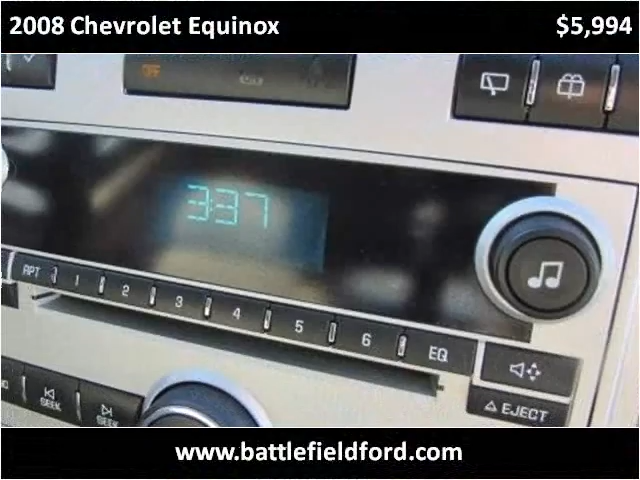 2008 Chevrolet Equinox $5,994
3:37
RPT 1 2 3 4 5 6 EQ
SEEK SEEK
EJECT
www.battlefieldford.com